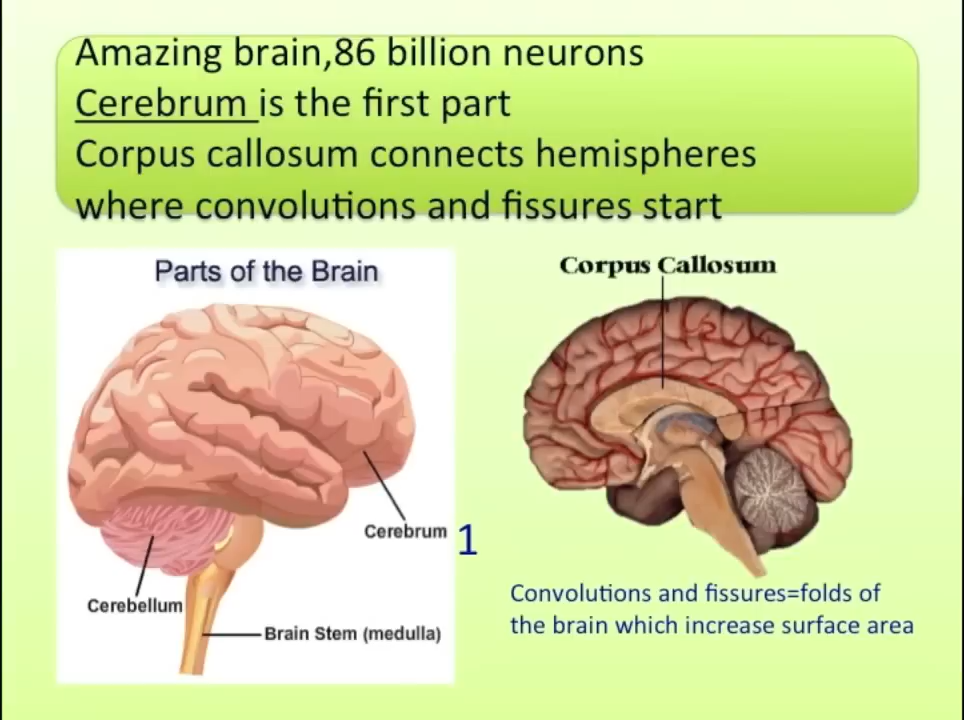 Amazing brain,86 billion neurons
Cerebrum is the first part
Corpus callosum connects hemispheres
where convolutions and fissures start
Parts of the Brain
Cerebrum
1
Cerebellum
Brain Stem (medulla)
Corpus Callosum
Convolutions and fissures=folds of
the brain which increase surface area